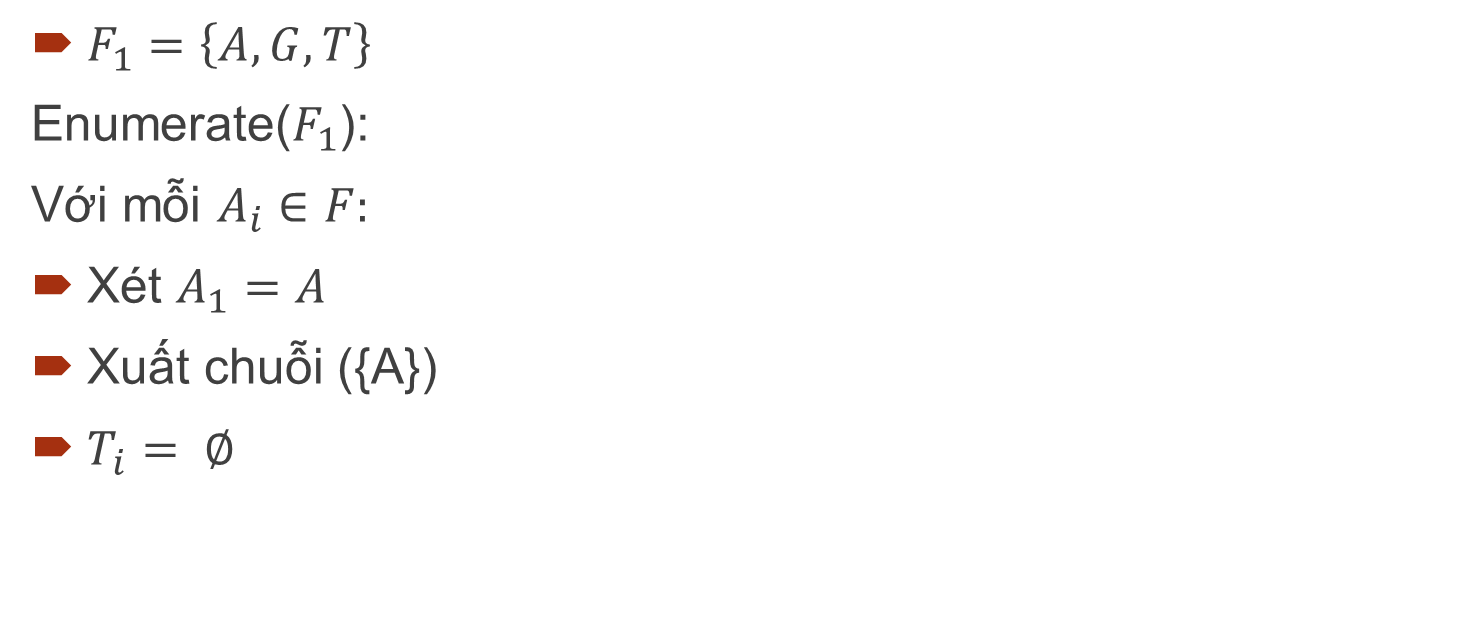 F₁ = {A, G, T}
Enumerate(F₁):
Với mỗi Aᵢ ∈ F:
Xét A₁ = A
Xuất chuỗi ({A})
Tᵢ = ∅